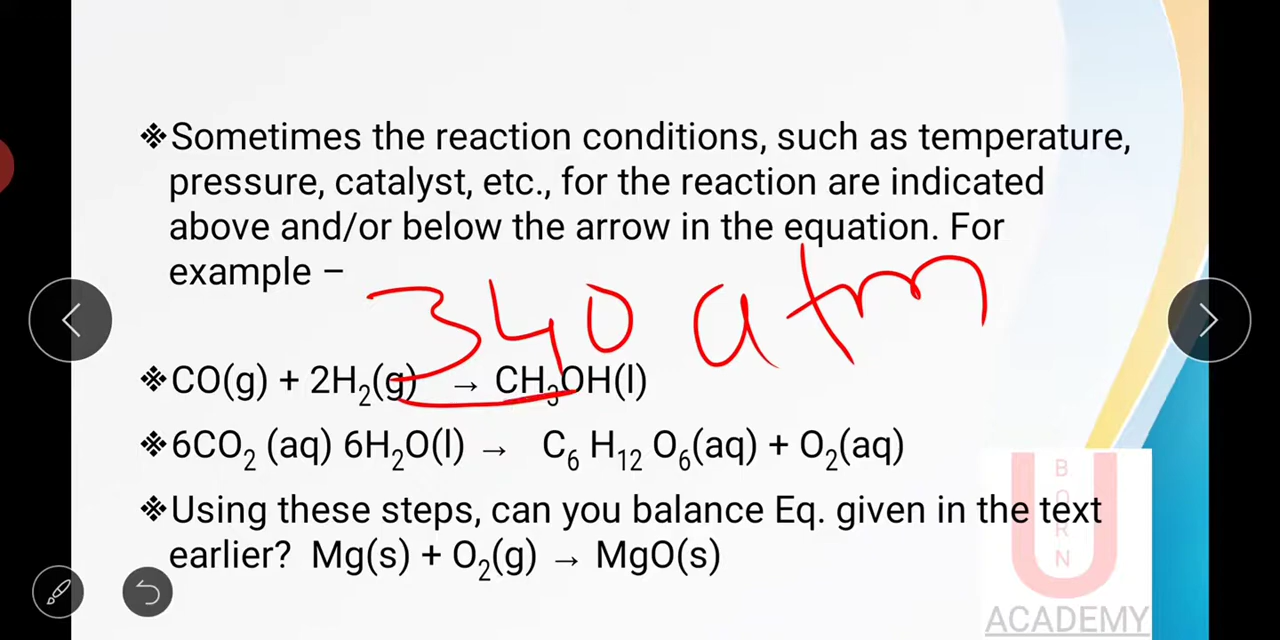 ❖Sometimes the reaction conditions, such as temperature,
pressure, catalyst, etc., for the reaction are indicated
above and/or below the arrow in the equation. For
example –
340 atm
❖CO(g) + 2H₂(g) → CH₃OH(l)
❖6CO₂ (aq) 6H₂O(l) → C₆ H₁₂ O₆(aq) + O₂(aq)
❖Using these steps, can you balance Eq. given in the text
earlier? Mg(s) + O₂(g) → MgO(s)
U
BORN
ACADEMY